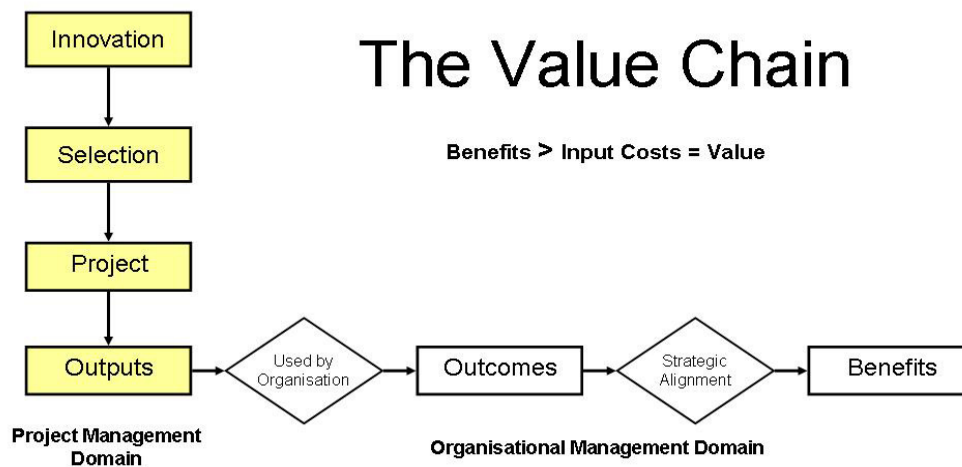 The Value Chain
Benefits > Input Costs = Value
Innovation
Selection
Project
Outputs
Used by
Organisation
Outcomes
Strategic
Alignment
Benefits
Project Management
Domain
Organisational Management Domain